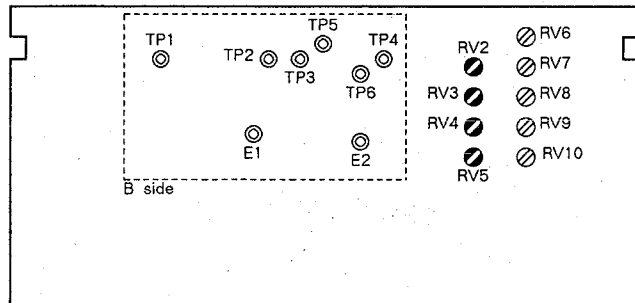 TP5
TP1 TP2 TP3 TP4
TP6
E1 E2
B side
RV6
RV2 RV7
RV3 RV8
RV4 RV9
RV5 RV10